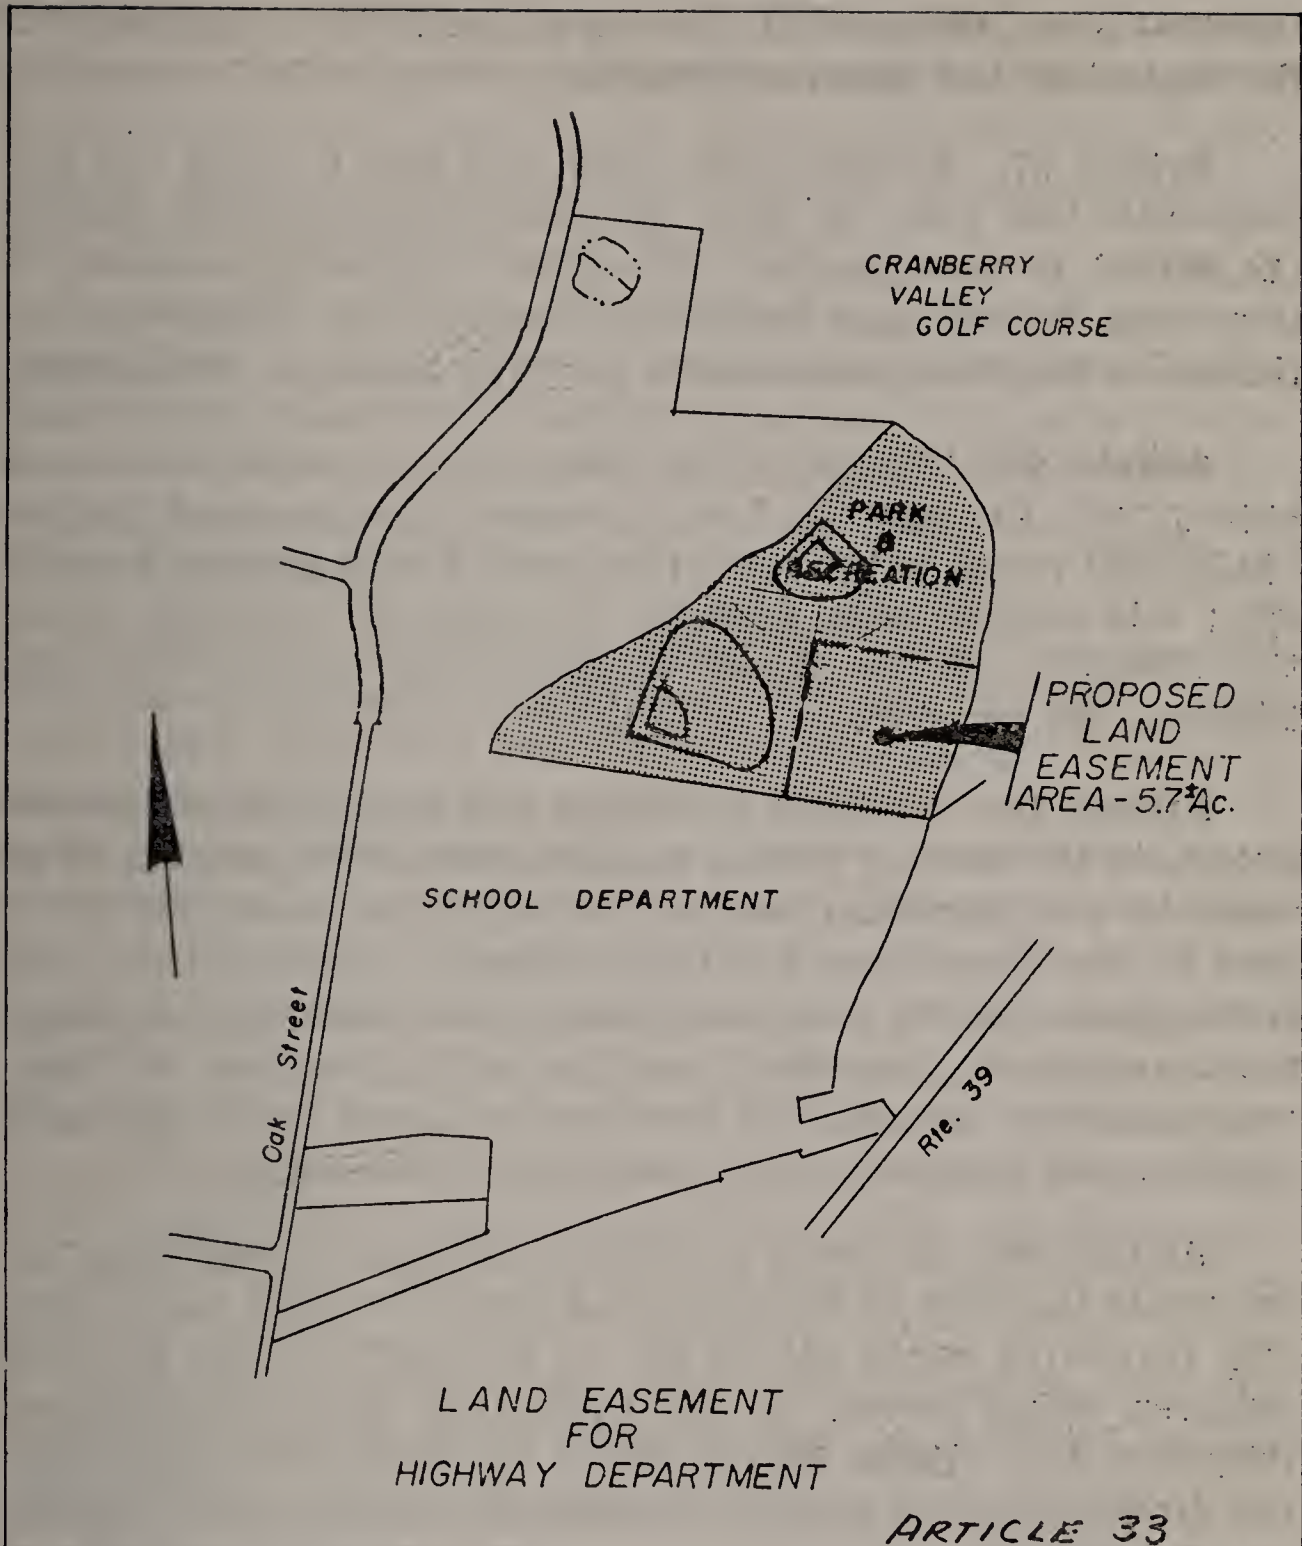 CRANBERRY
VALLEY
GOLF COURSE
PARK
&
RECREATION
PROPOSED
LAND
EASEMENT
AREA - 5.7±Ac.
SCHOOL DEPARTMENT
Oak Street
Rte. 39
LAND EASEMENT
FOR
HIGHWAY DEPARTMENT
ARTICLE 33